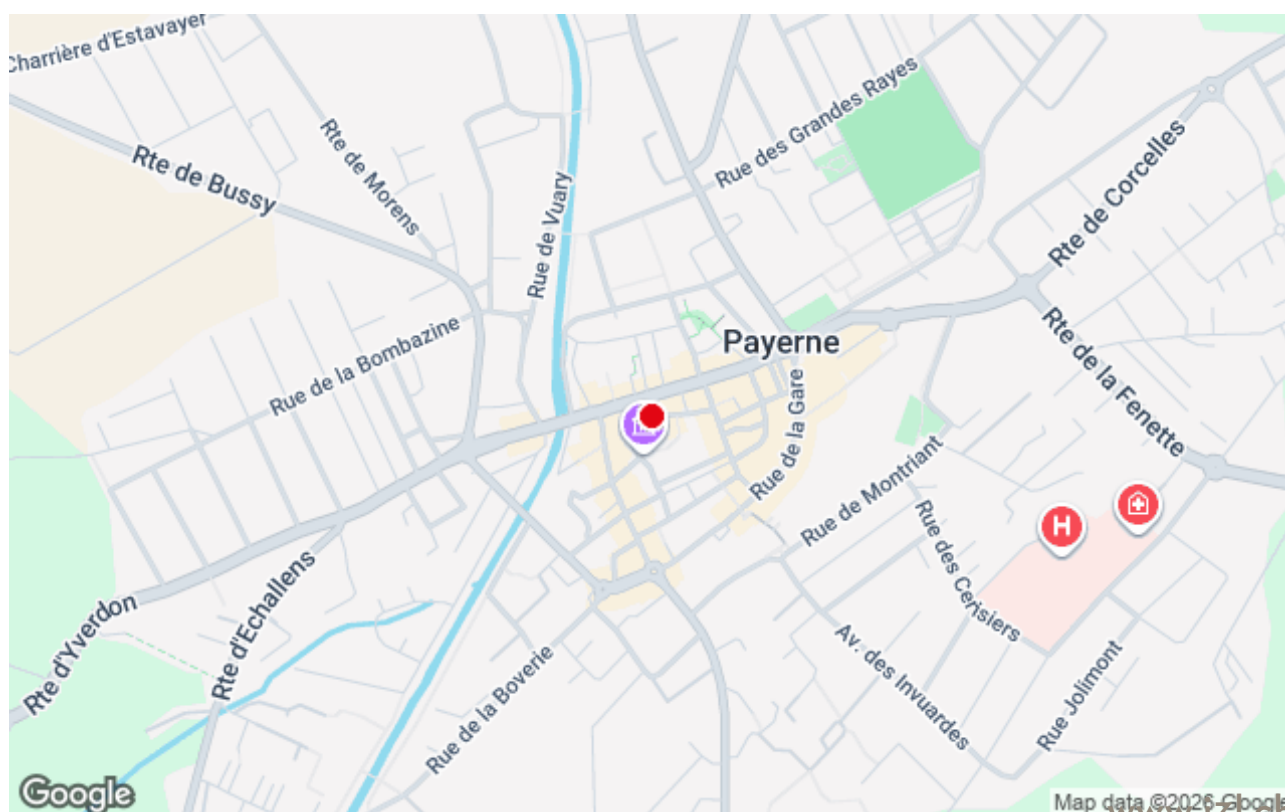 Charrière d'Estavayer
Rte de Bussy
Rte de Morens
Rue de Vuary
Rue des Grandes Rayes
Rte de Corcelles
Rue de la Bombazine
Payerne
Rte de la Fenette
Rue de la Gare
Rue de Montriant
Rue des Cerisiers
H
Rte d'Yverdon
Rte d'Echallens
Rue de la Boverie
Av. des Invuardes
Rue Jolimont
Google
Map data ©2026 Google